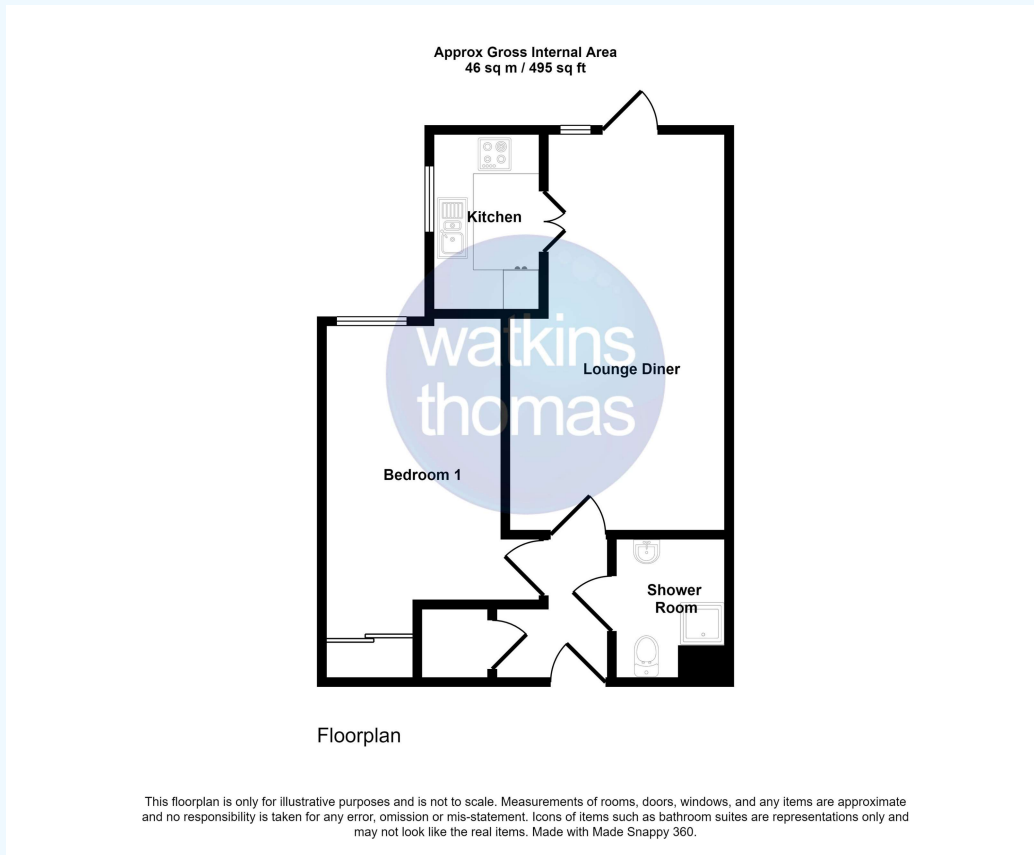 Approx Gross Internal Area
46 sq m / 495 sq ft
Kitchen
watkins
thomas
Lounge Diner
Bedroom 1
Shower
Room
Floorplan
This floorplan is only for illustrative purposes and is not to scale. Measurements of rooms, doors, windows, and any items are approximate
and no responsibility is taken for any error, omission or mis-statement. Icons of items such as bathroom suites are representations only and
may not look like the real items. Made with Made Snappy 360.